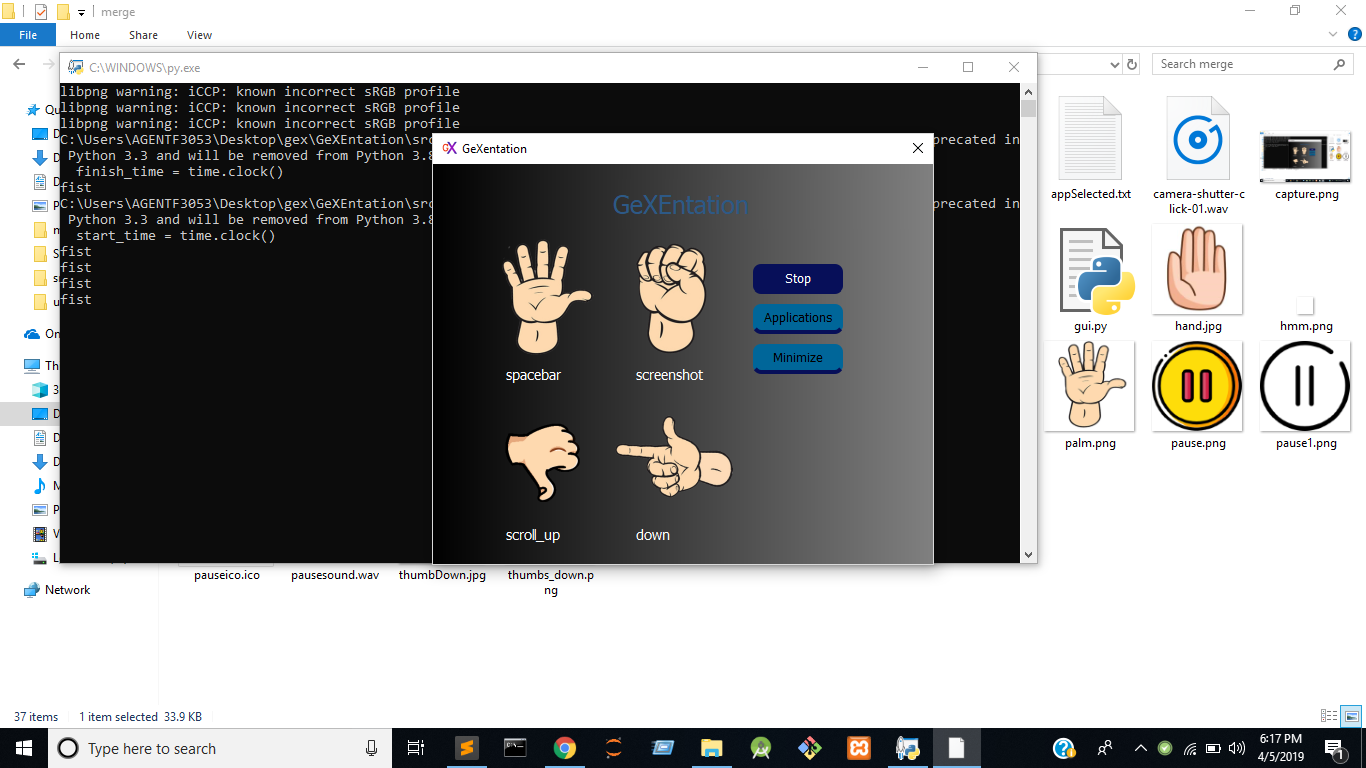 merge
File Home Share View
C:\WINDOWS\py.exe
Search merge
libpng warning: iCCP: known incorrect sRGB profile
libpng warning: iCCP: known incorrect sRGB profile
libpng warning: iCCP: known incorrect sRGB profile
C:\Users\AGENTF3053\Desktop\gex\GeXEntation\src precated in
Python 3.3 and will be removed from Python 3.8
finish_time = time.clock()
fist
C:\Users\AGENTF3053\Desktop\gex\GeXEntation\src precated in
Python 3.3 and will be removed from Python 3.8
start_time = time.clock()
fist
fist
fist
fist
GeXentation
GeXEntation
Stop
Applications
Minimize
spacebar screenshot
scroll_up down
appSelected.txt camera-shutter-c capture.png
lick-01.wav
gui.py hand.jpg hmm.png
palm.png pause.png pause1.png
pauseico.ico pausesound.wav thumbDown.jpg thumbs_down.p
ng
Network
37 items 1 item selected 33.9 KB
Type here to search
6:17 PM
4/5/2019
1